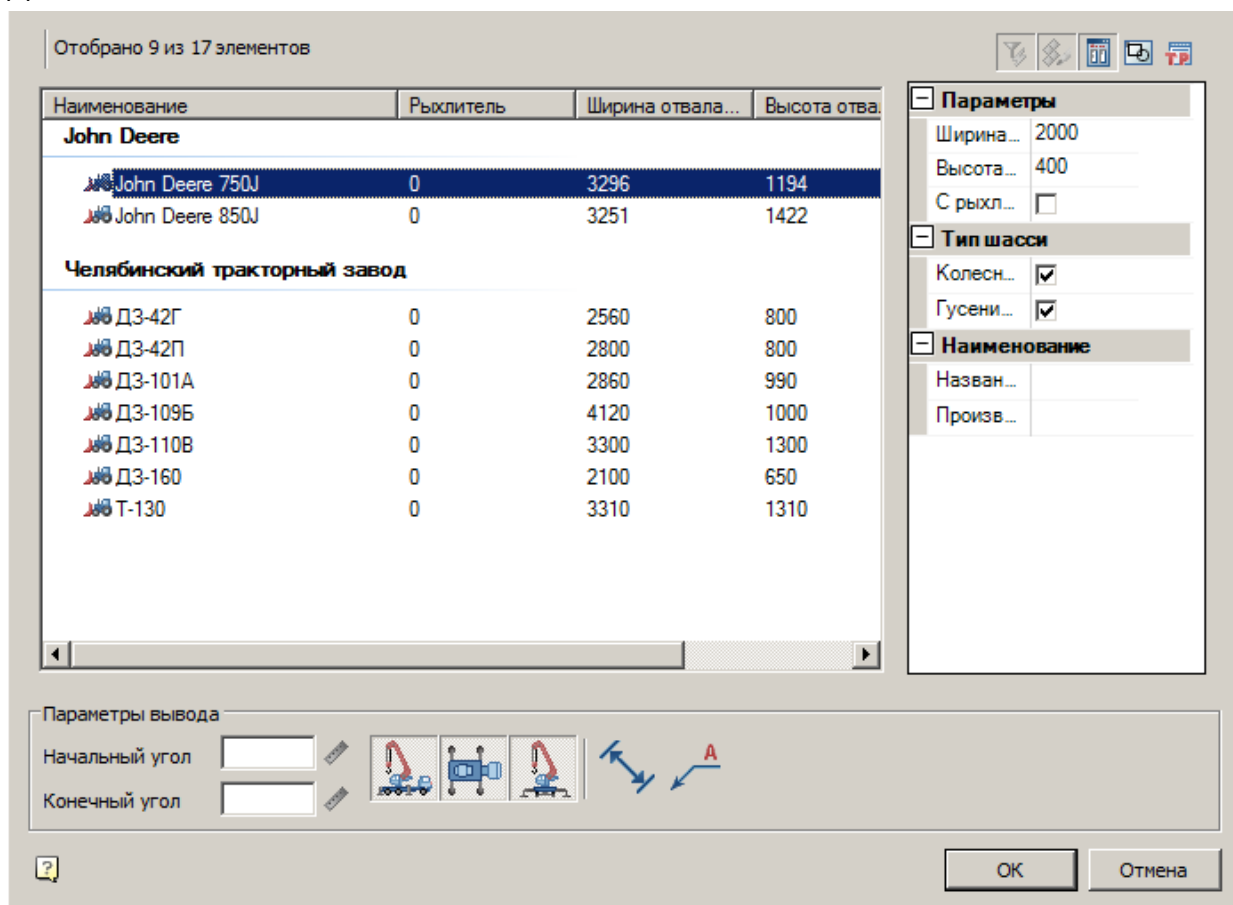 Отобрано 9 из 17 элементов
Наименование Рыхлитель Ширина отвала... Высота отва
John Deere
John Deere 750J 0 3296 1194
John Deere 850J 0 3251 1422
Челябинский тракторный завод
ДЗ-42Г 0 2560 800
ДЗ-42П 0 2800 800
ДЗ-101А 0 2860 990
ДЗ-109Б 0 4120 1000
ДЗ-110В 0 3300 1300
ДЗ-160 0 2100 650
Т-130 0 3310 1310
Параметры
Ширина... 2000
Высота... 400
С рыхл...
Тип шасси
Колесн...
Гусени...
Наименование
Назван...
Произв...
Параметры вывода
Начальный угол
Конечный угол
A
OK Отмена